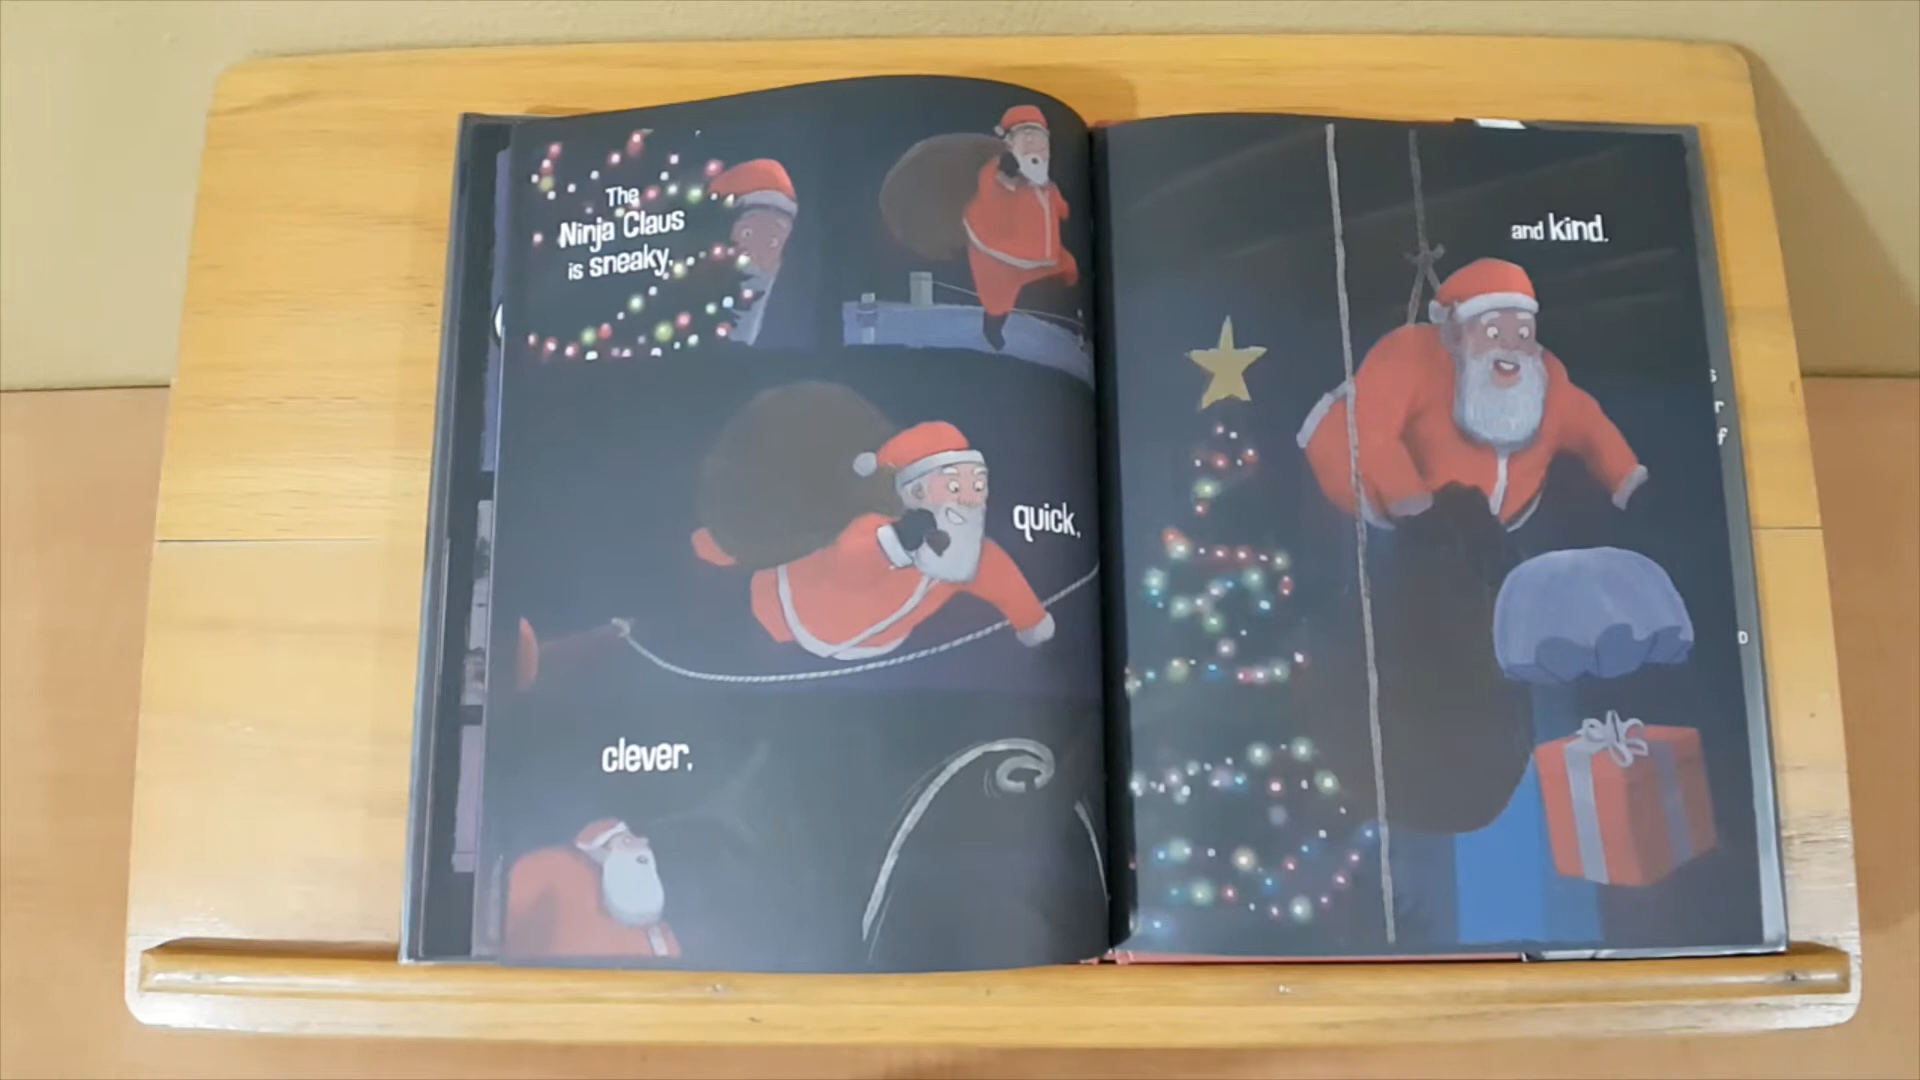 The
Ninja Claus
is sneaky,
quick,
clever,
and kind.